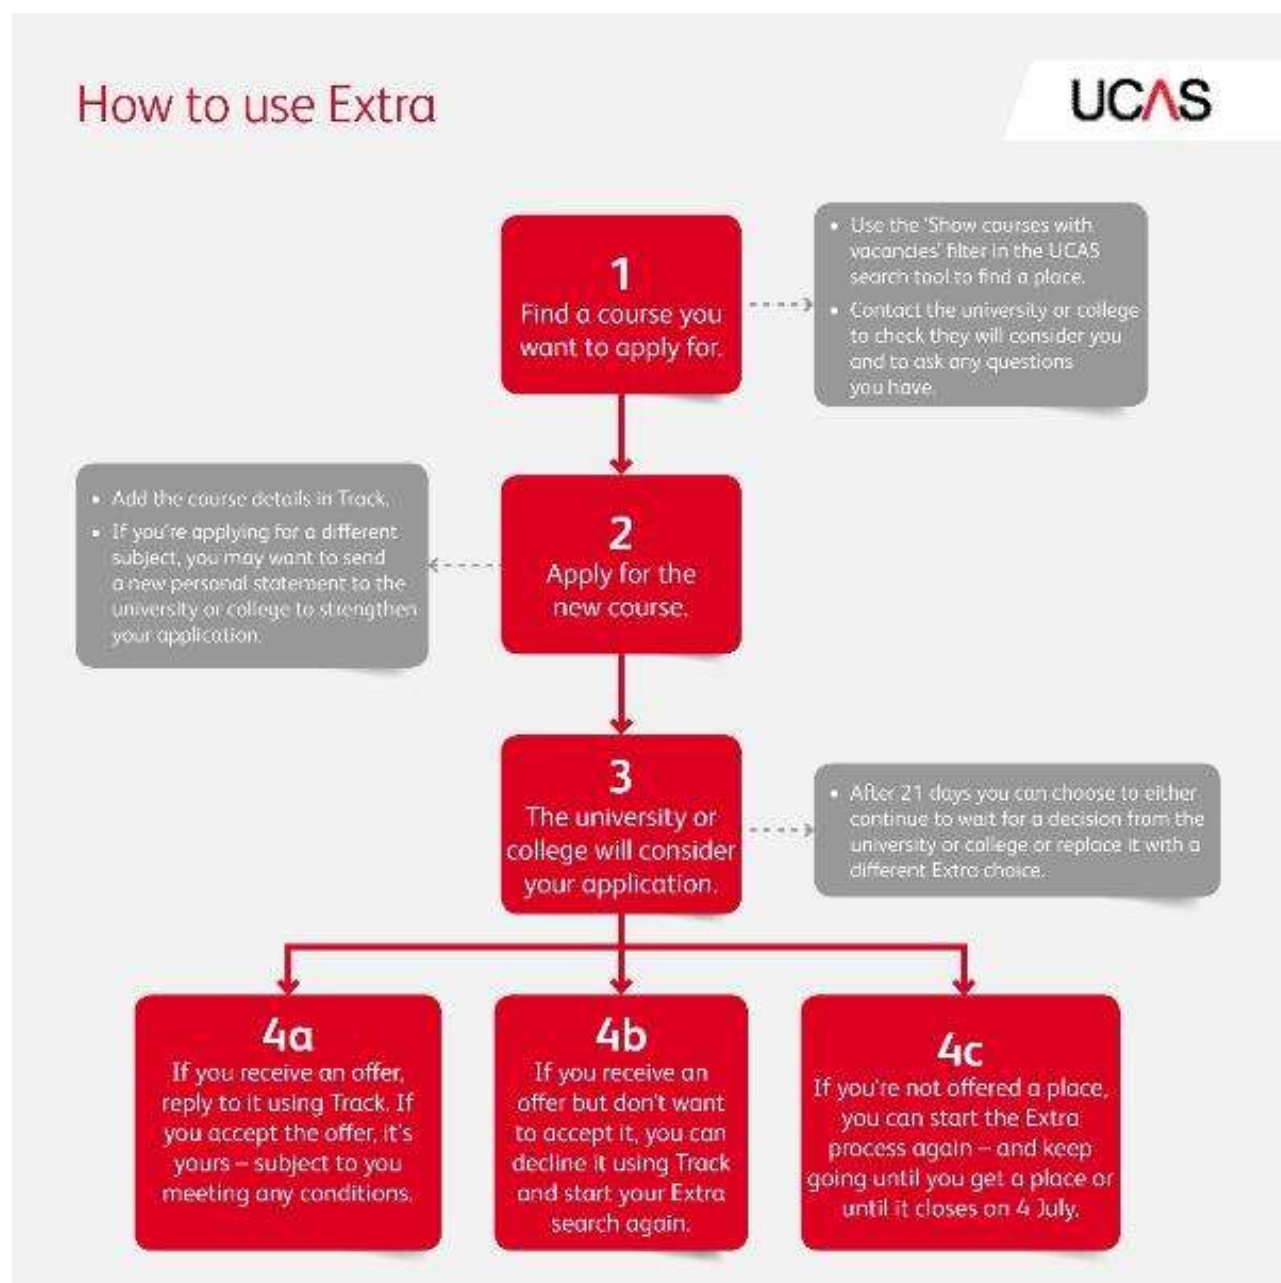 How to use Extra
UCAS
1
Find a course you
want to apply for.
• Use the 'Show courses with
vacancies' filter in the UCAS
search tool to find a place.
• Contact the university or college
to check they will consider you
and to ask any questions
you have.
2
Apply for the
new course.
• Add the course details in Track.
• If you're applying for a different
subject, you may want to send
a new personal statement to the
university or college to strengthen
your application.
3
The university or
college will consider
your application.
• After 21 days you can choose to either
continue to wait for a decision from the
university or college or replace it with a
different Extra choice.
4a
If you receive an offer,
reply to it using Track. If
you accept the offer, it's
yours – subject to you
meeting any conditions.
4b
If you receive an
offer but don't want
to accept it, you can
decline it using Track
and start your Extra
search again.
4c
If you're not offered a place,
you can start the Extra
process again – and keep
going until you get a place or
until it closes on 4 July.